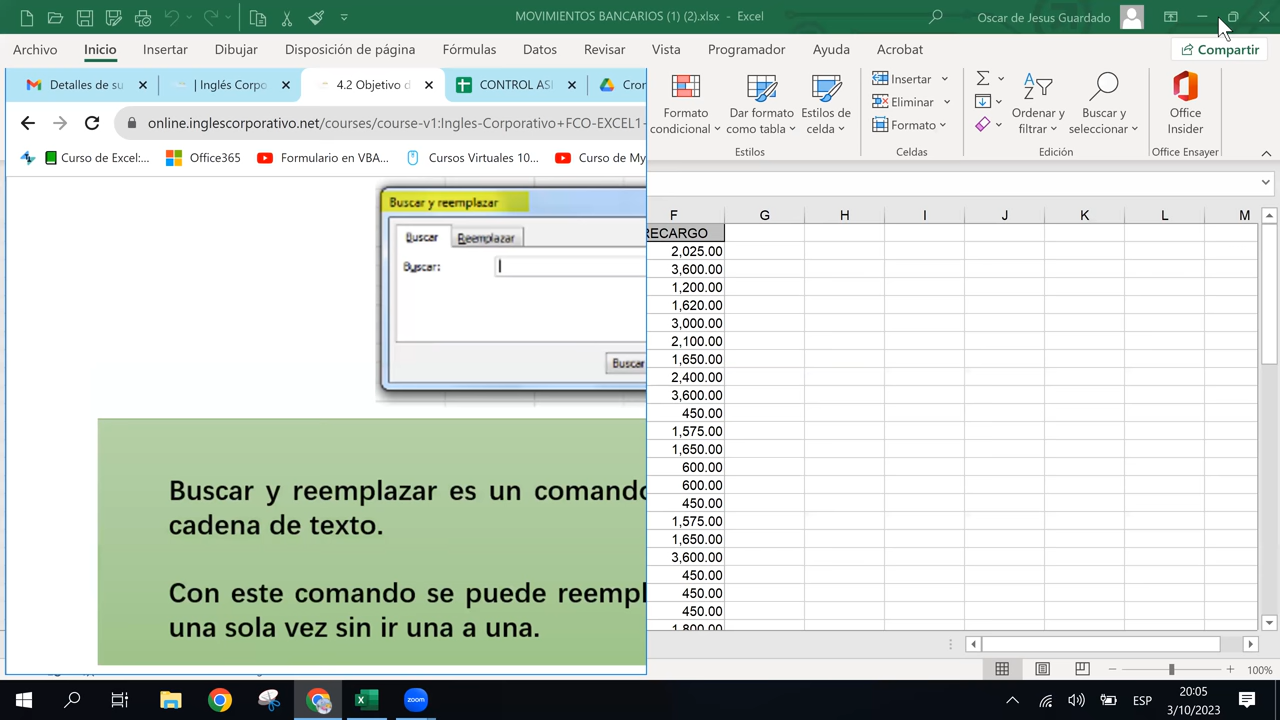 MOVIMIENTOS BANCARIOS (1) (2).xlsx - Excel
Oscar de Jesus Guardado
Archivo Inicio Insertar Dibujar Disposición de página Fórmulas Datos Revisar Vista Programador Ayuda Acrobat
Compartir
Detalles de su
| Inglés Corpo
4.2 Objetivo d
CONTROL ASI
Cron
online.inglescorporativo.net/courses/course-v1:Ingles-Corporativo+FCO-EXCEL1-
Curso de Excel:...
Office365
Formulario en VBA...
Cursos Virtuales 10...
Curso de My
Formato condicional
Dar formato como tabla
Estilos de celda
Estilos
Insertar
Eliminar
Formato
Celdas
Ordenar y filtrar
Buscar y seleccionar
Edición
Office Insider
Office Ensayer
Buscar y reemplazar
Buscar Reemplazar
Buscar:
Buscar
Buscar y reemplazar es un comando
cadena de texto.
Con este comando se puede reempl
una sola vez sin ir una a una.
F G H I J K L M
RECARGO
2,025.00
3,600.00
1,200.00
1,620.00
3,000.00
2,100.00
1,650.00
2,400.00
3,600.00
450.00
1,575.00
1,650.00
600.00
600.00
450.00
1,575.00
1,650.00
3,600.00
450.00
450.00
450.00
1,800.00
100%
zoom
ESP
20:05
3/10/2023